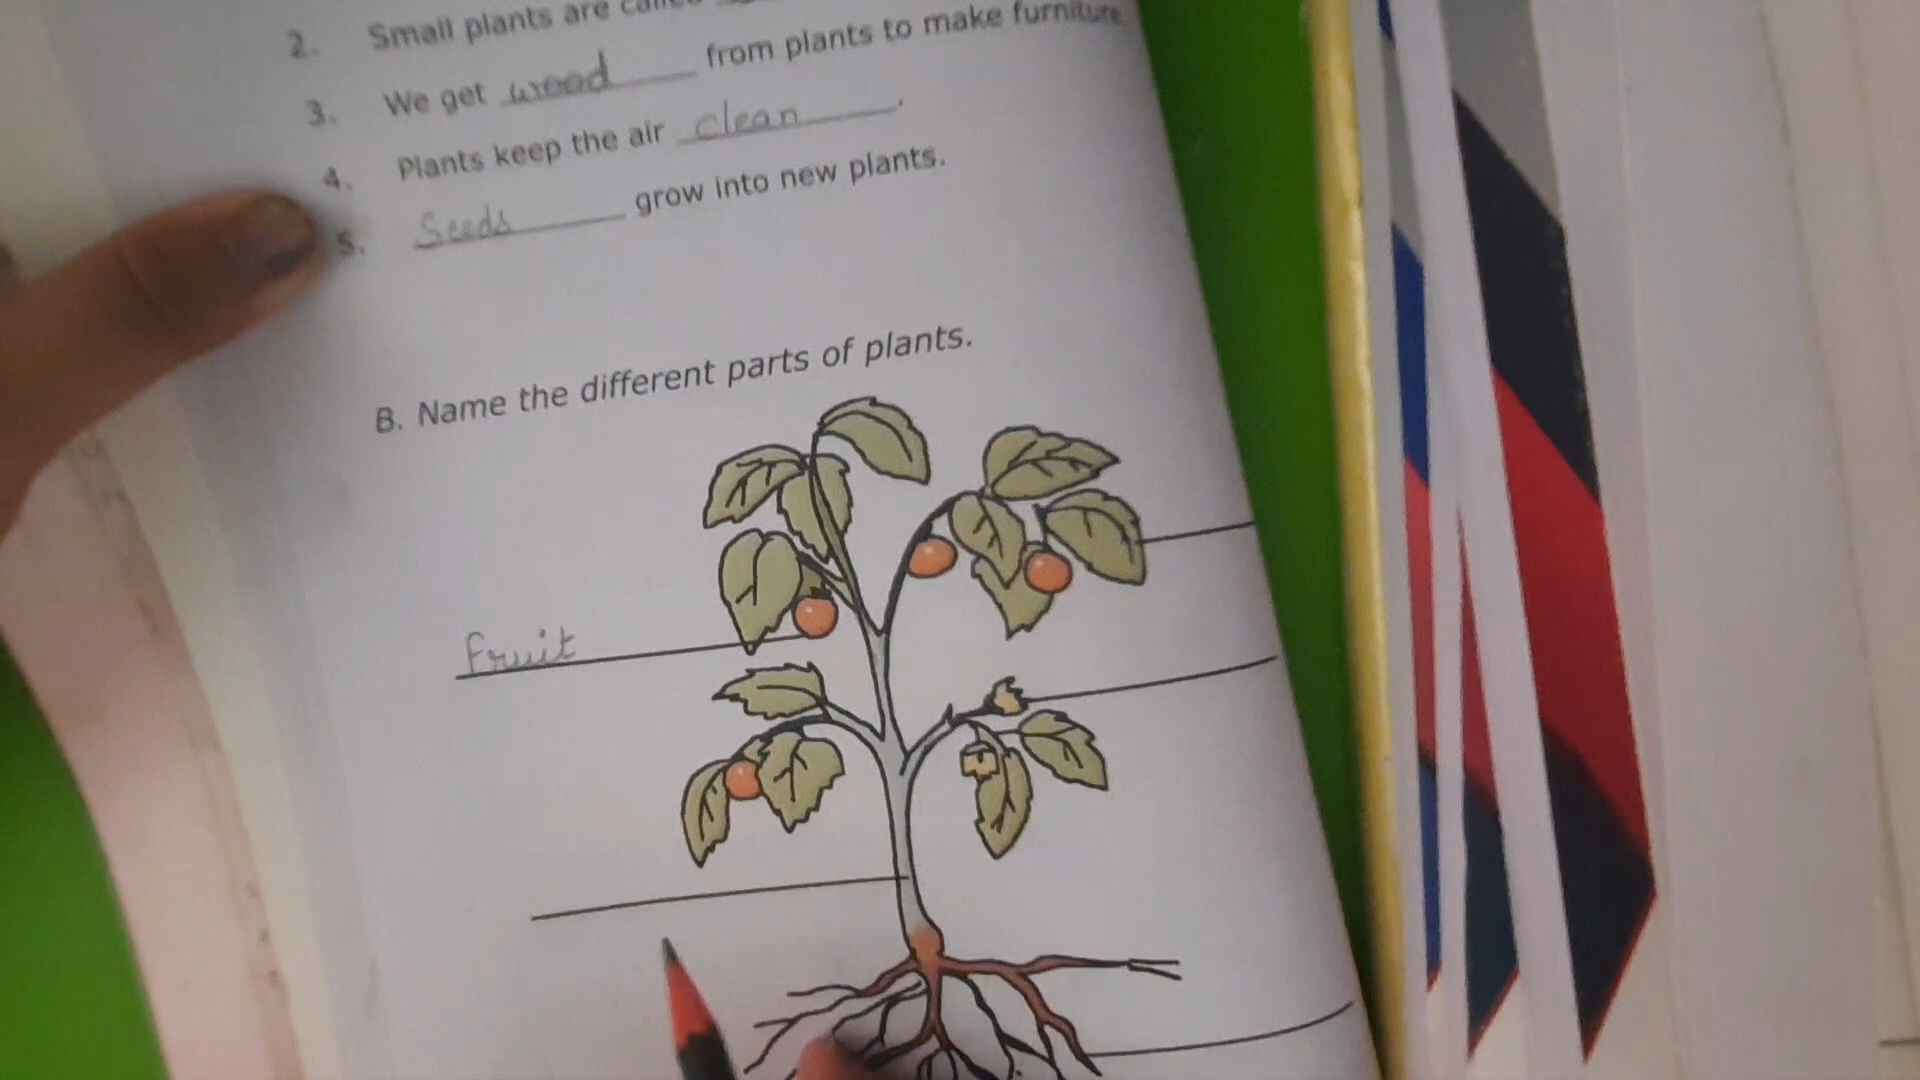 2. Small plants are called
3. We get wood from plants to make furniture
4. Plants keep the air clean.
5. Seeds grow into new plants.
B. Name the different parts of plants.
fruit